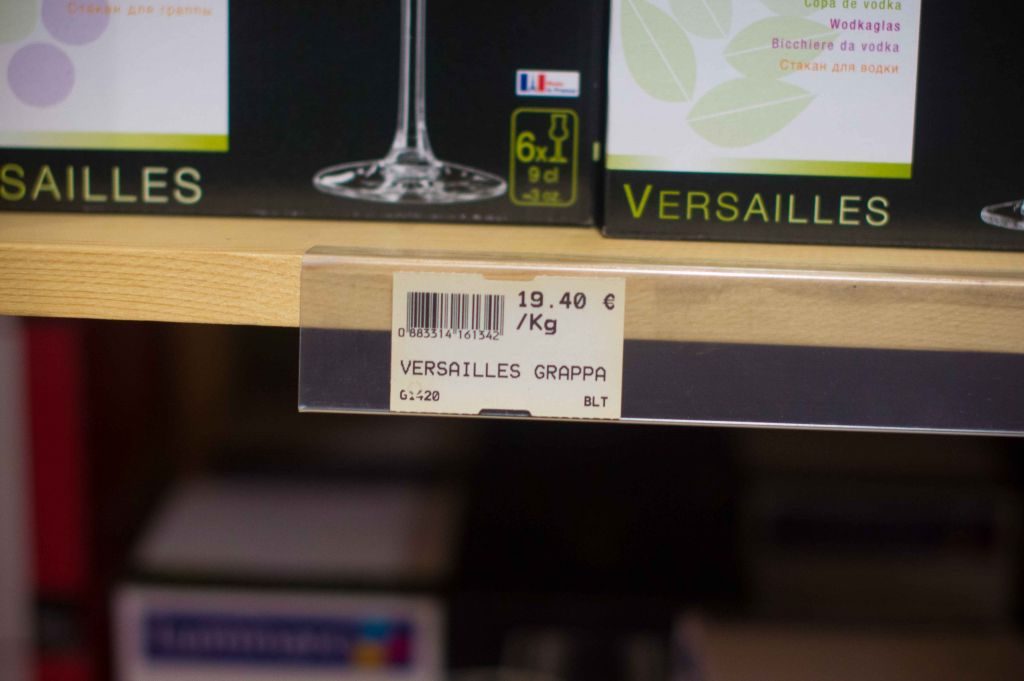 Стакан для граппы
SAILLES
6x
9 cl
~3 oz
Copa de vodka
Wodkaglas
Bicchiere da vodka
Стакан для водки
VERSAILLES
19.40 €
/Kg
0 883314 161342
VERSAILLES GRAPPA
G1420
BLT